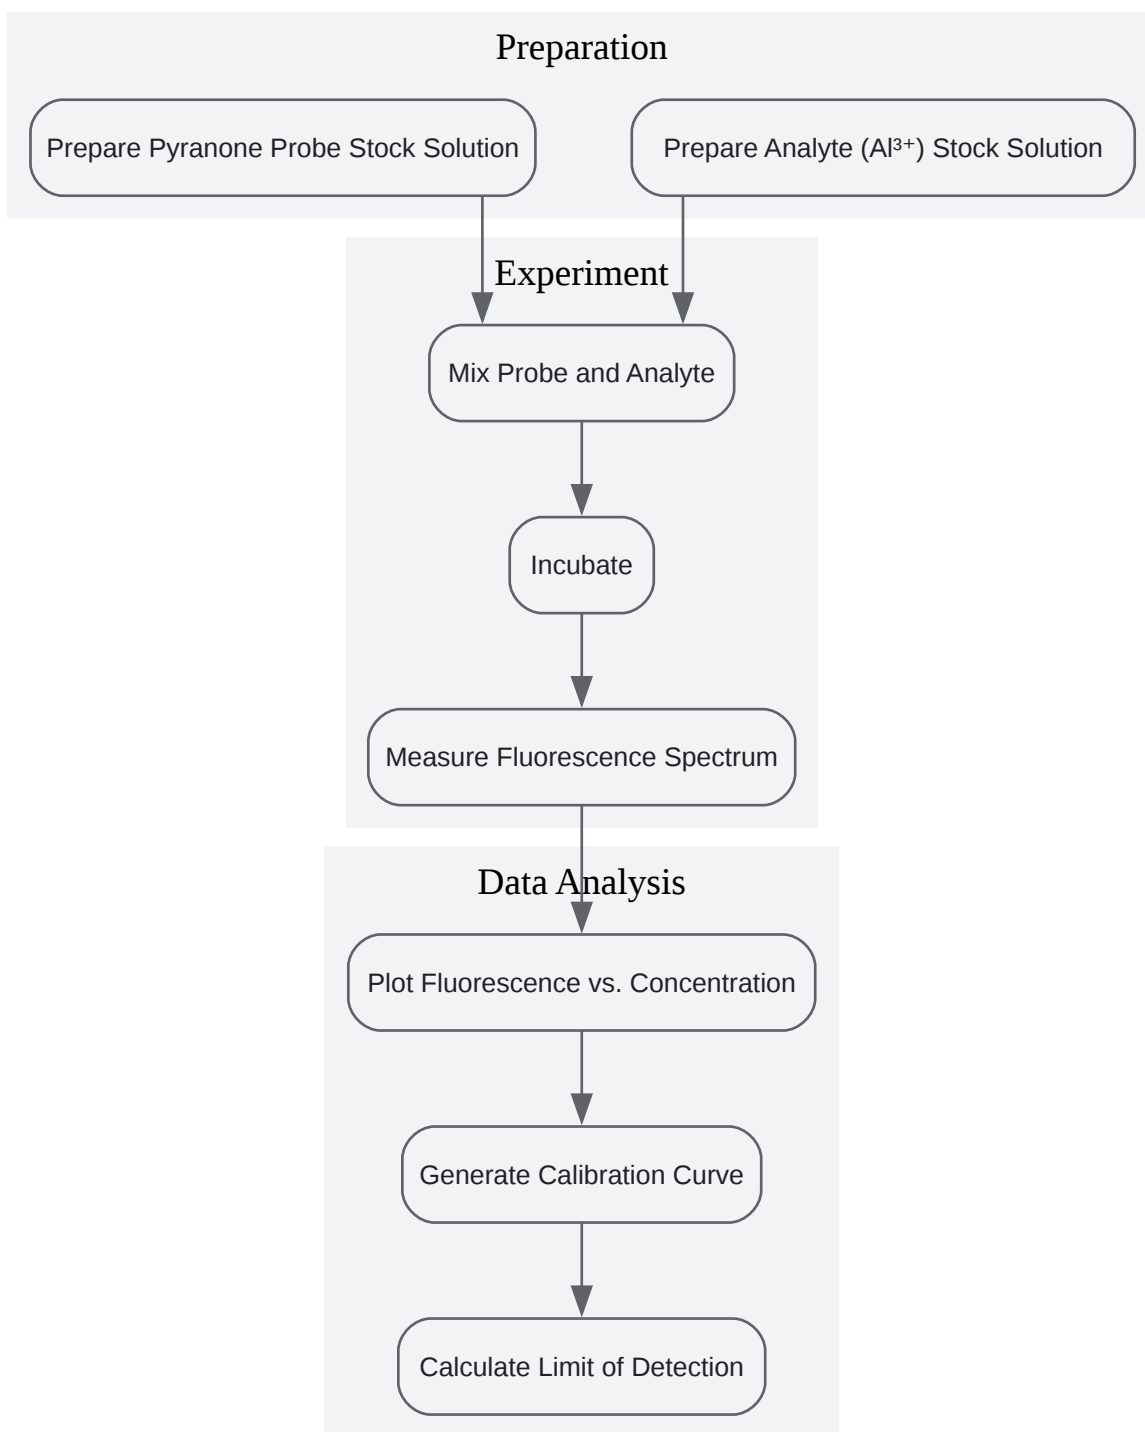 Preparation
Prepare Pyranone Probe Stock Solution
Prepare Analyte (Al³⁺) Stock Solution
Experiment
Mix Probe and Analyte
Incubate
Measure Fluorescence Spectrum
Data Analysis
Plot Fluorescence vs. Concentration
Generate Calibration Curve
Calculate Limit of Detection